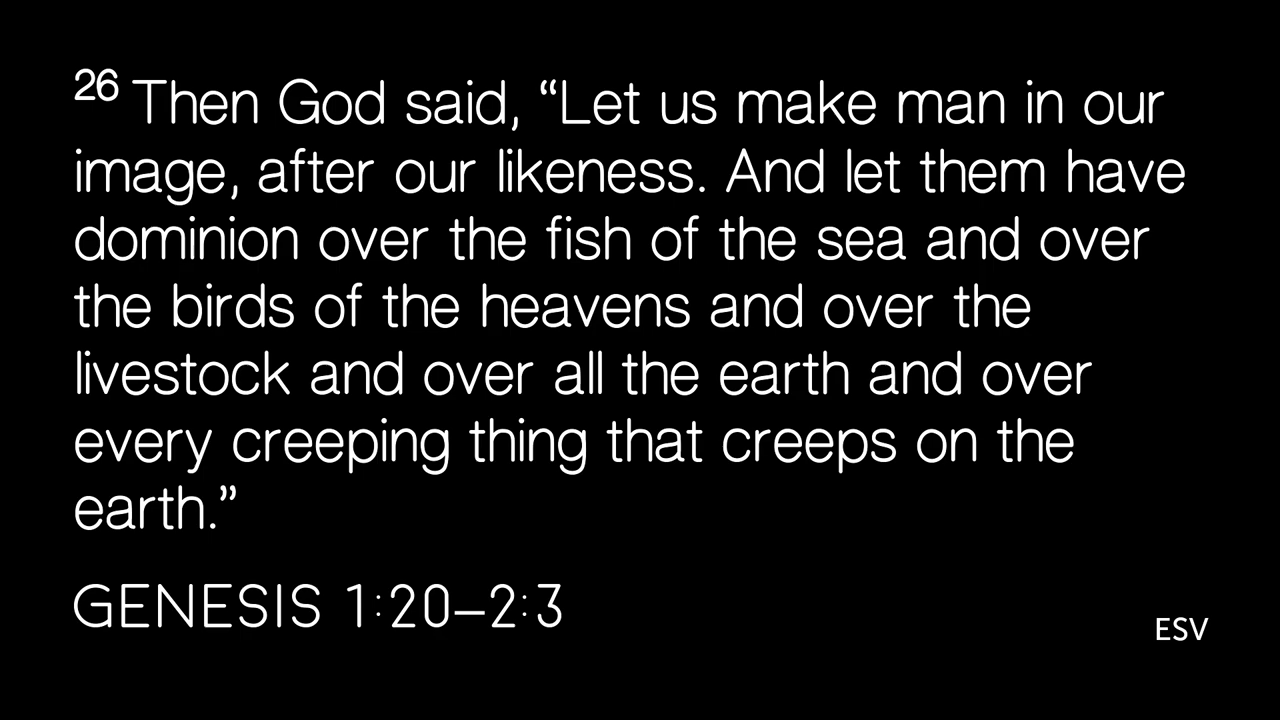 26 Then God said, “Let us make man in our
image, after our likeness. And let them have
dominion over the fish of the sea and over
the birds of the heavens and over the
livestock and over all the earth and over
every creeping thing that creeps on the
earth.”
GENESIS 1:20–2:3
ESV